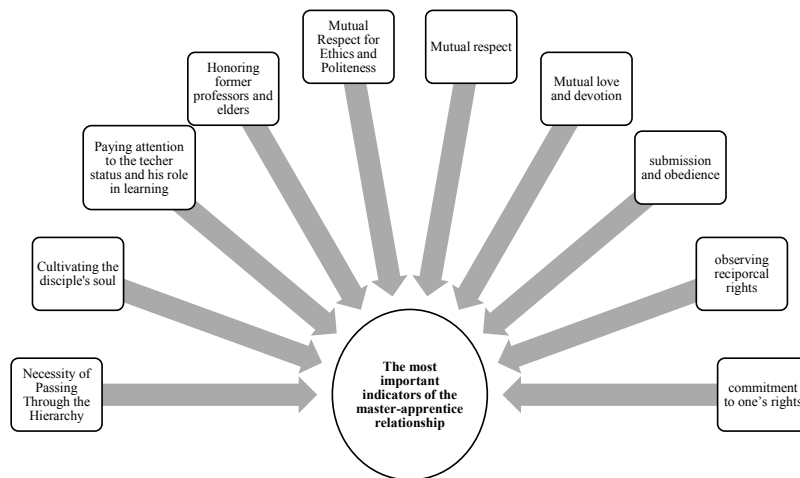 Necessity of
Passing
Through the
Hierarchy
Cultivating the
disciple's soul
Paying attention
to the techer
status and his role
in learning
Honoring
former
professors and
elders
Mutual
Respect for
Ethics and
Politeness
Mutual respect
Mutual love
and devotion
submission
and obedience
observing
reciporcal
rights
commitment
to one’s rights
The most
important
indicators of the
master-apprentice
relationship